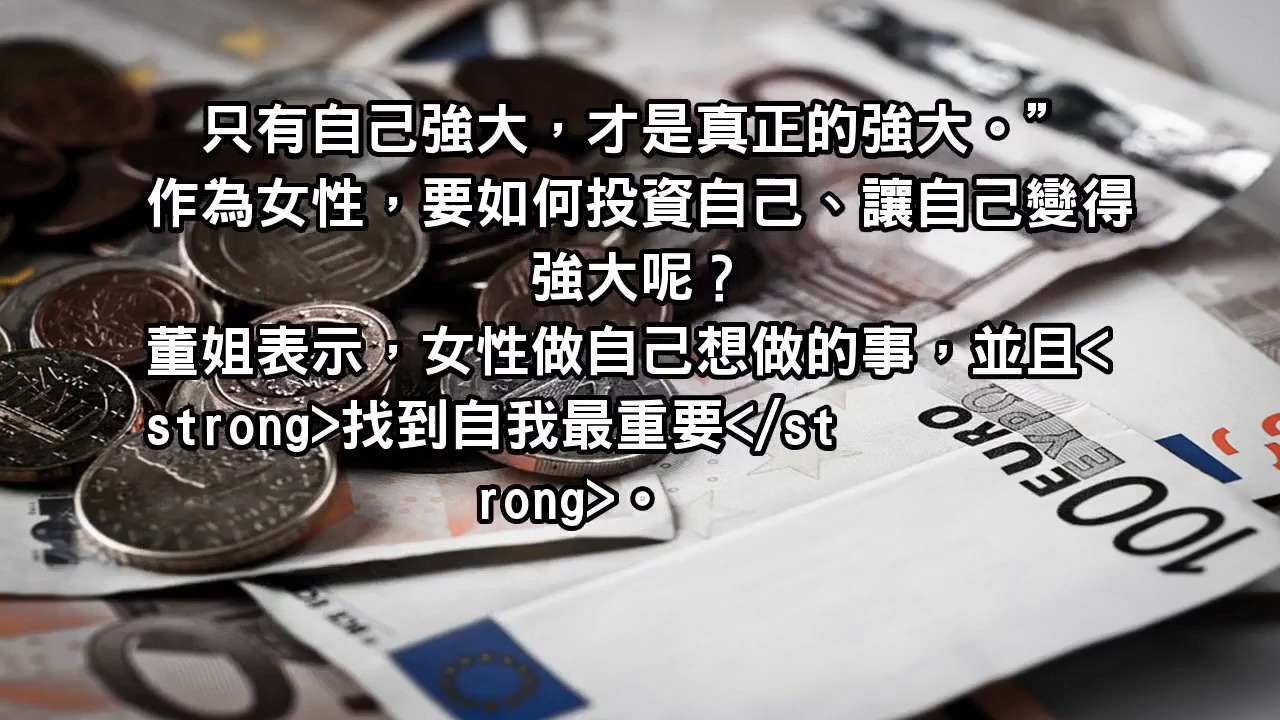 只有自己強大，才是真正的強大。”
作為女性，要如何投資自己、讓自己變得
強大呢？
董姐表示，女性做自己想做的事，並且<
strong>找到自我最重要</st
rong>。
EURO
ΕΥΡΩ
100